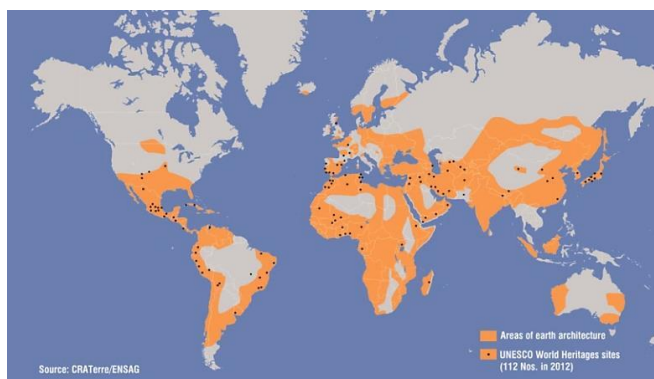 Areas of earth architecture
UNESCO World Heritages sites
(112 Nos. in 2012)
Source: CRATerre/ENSAG